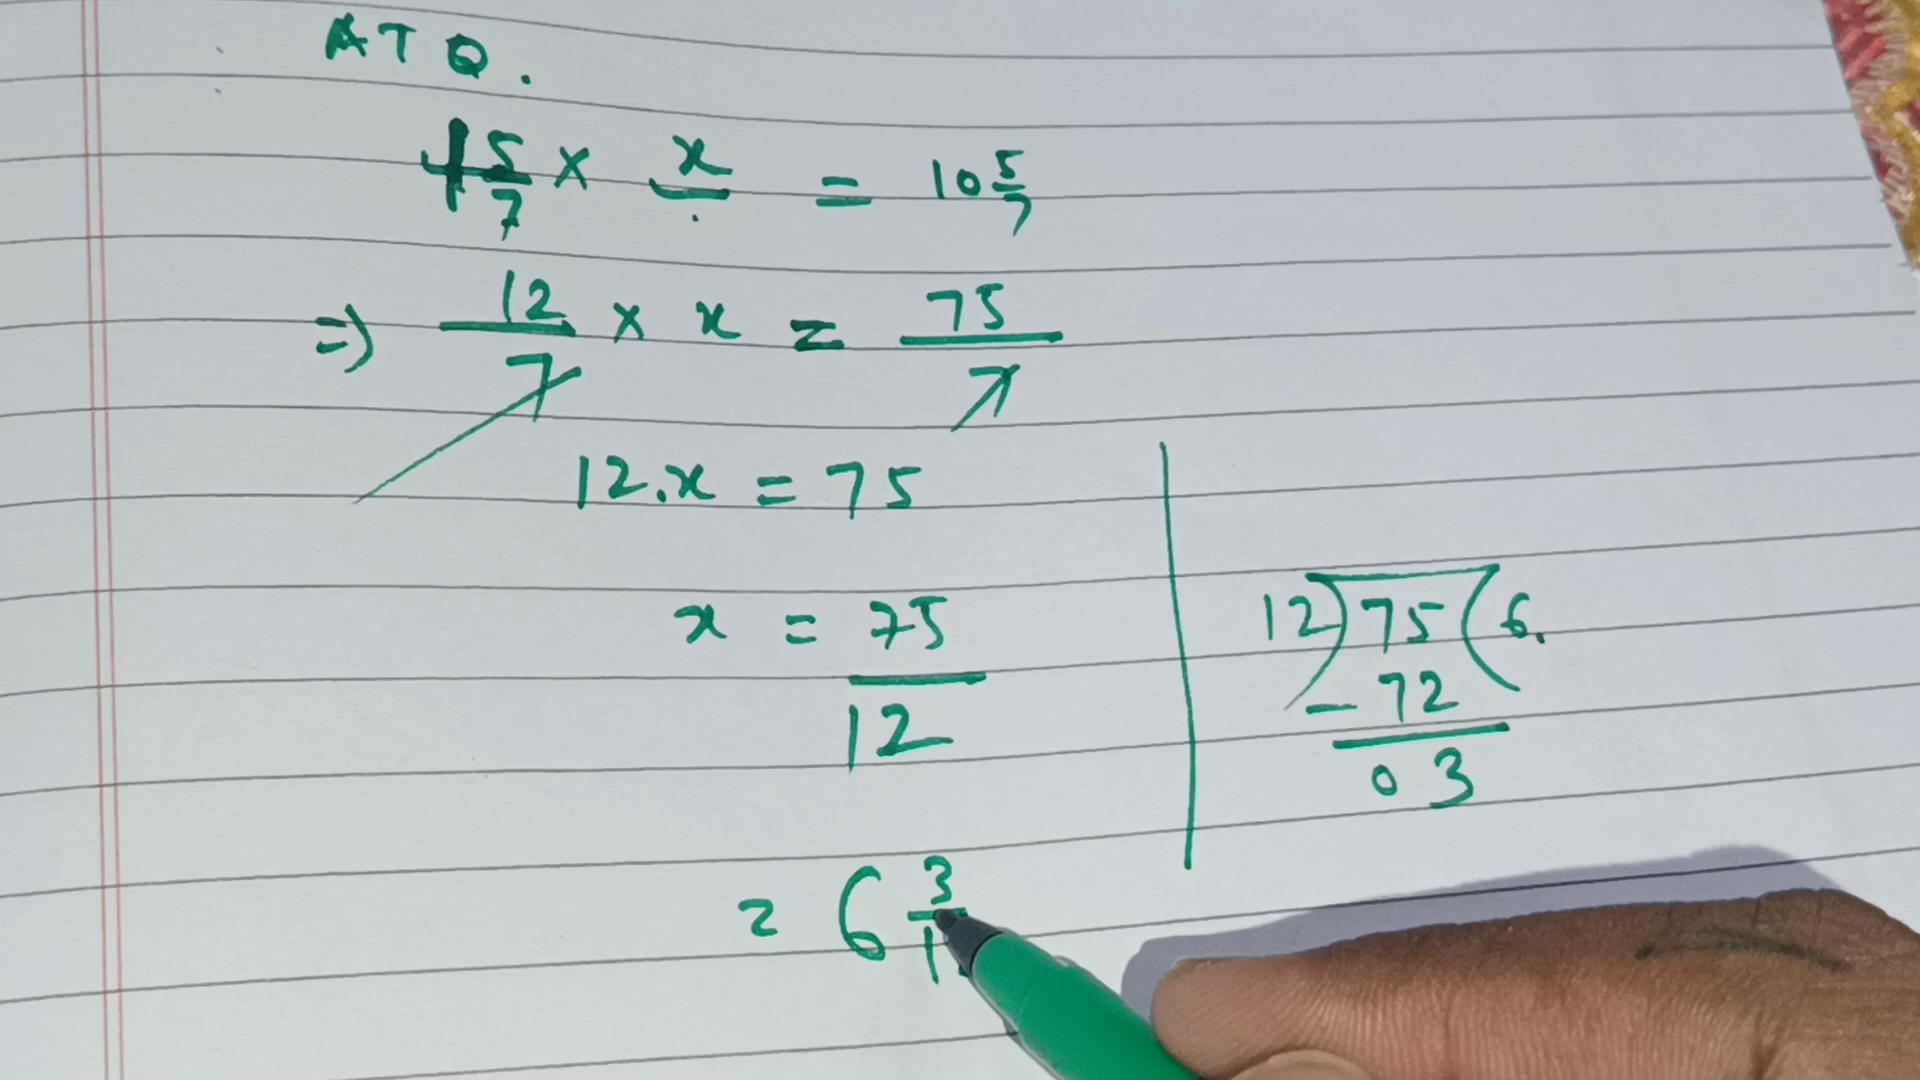 ATQ.
1 5/7 × x/. = 10 5/7
=> 12/7 × x = 75/7
12.x = 75
x = 75/12
12)75(6.
- 72
03
= 6 3/1